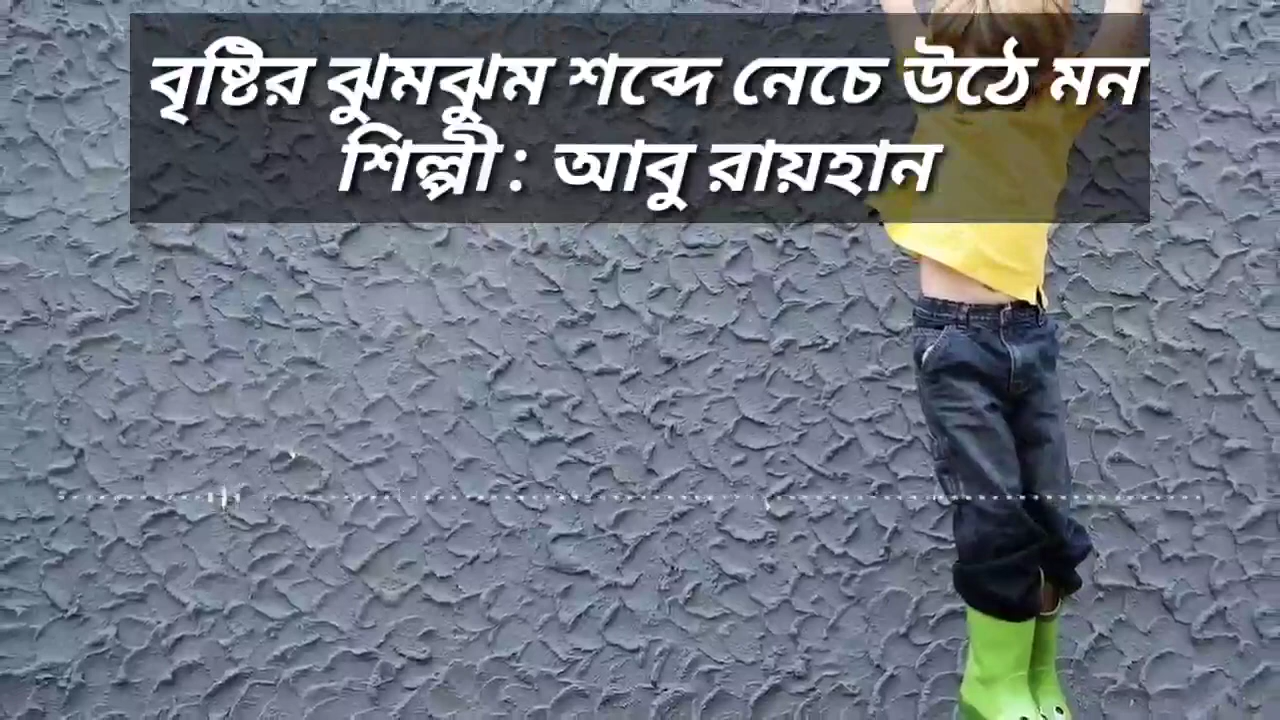 বৃষ্টির ঝুমঝুম শব্দে নেচে উঠে মন
শিল্পী : আবু রায়হান